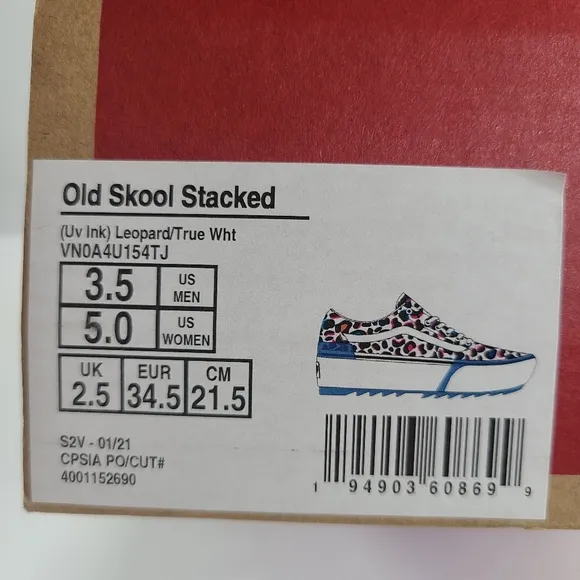 Old Skool Stacked
(Uv Ink) Leopard/True Wht
VN0A4U154TJ
3.5 US MEN
5.0 US WOMEN
UK EUR CM
2.5 34.5 21.5
S2V - 01/21
CPSIA PO/CUT#
4001152690
1 94903 60869 9